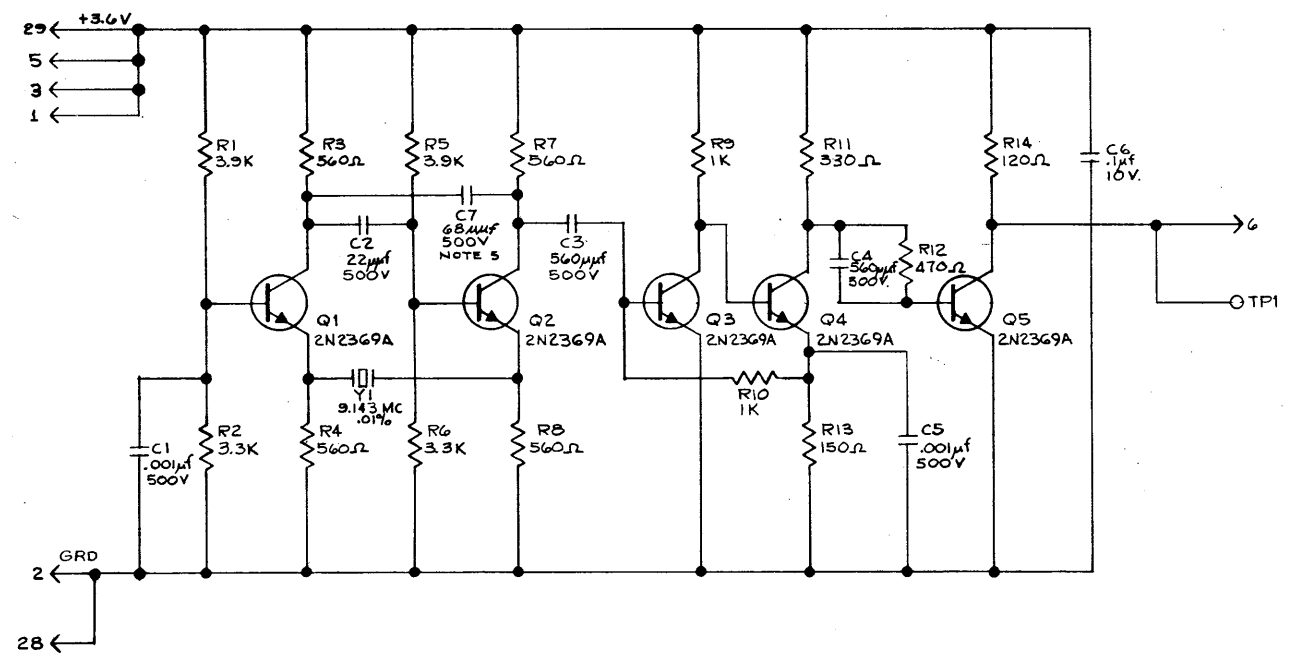 +3.6V
29
5
3
1
R1
3.9K
R3
560Ω
R5
3.9K
R7
560Ω
R9
1K
R11
330Ω
R14
120Ω
C6
.1μf
10V.
C7
68μμf
500V
NOTE 5
C2
22μμf
500V
C3
560μμf
500V
C4
560μμf
500V.
R12
470Ω
6
TP1
Q1
2N2369A
Q2
2N2369A
Q3
2N2369A
Q4
2N2369A
Q5
2N2369A
Y1
9.143 MC
.01%
R10
1K
C1
.001μf
500V
R2
3.3K
R4
560Ω
R6
3.3K
R8
560Ω
R13
150Ω
C5
.001μf
500V
GRD
2
28